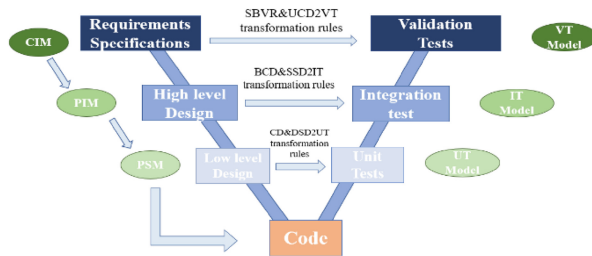 SBVR&UCD2VT
transformation rules
CIM
Requirements
Specifications
Validation
Tests
VT
Model
BCD&SSD2IT
transformation rules
PIM
High level
Design
Integration
test
IT
Model
CD&DSD2UT
transformation
rules
PSM
Low level
Design
Unit
Tests
UT
Model
Code